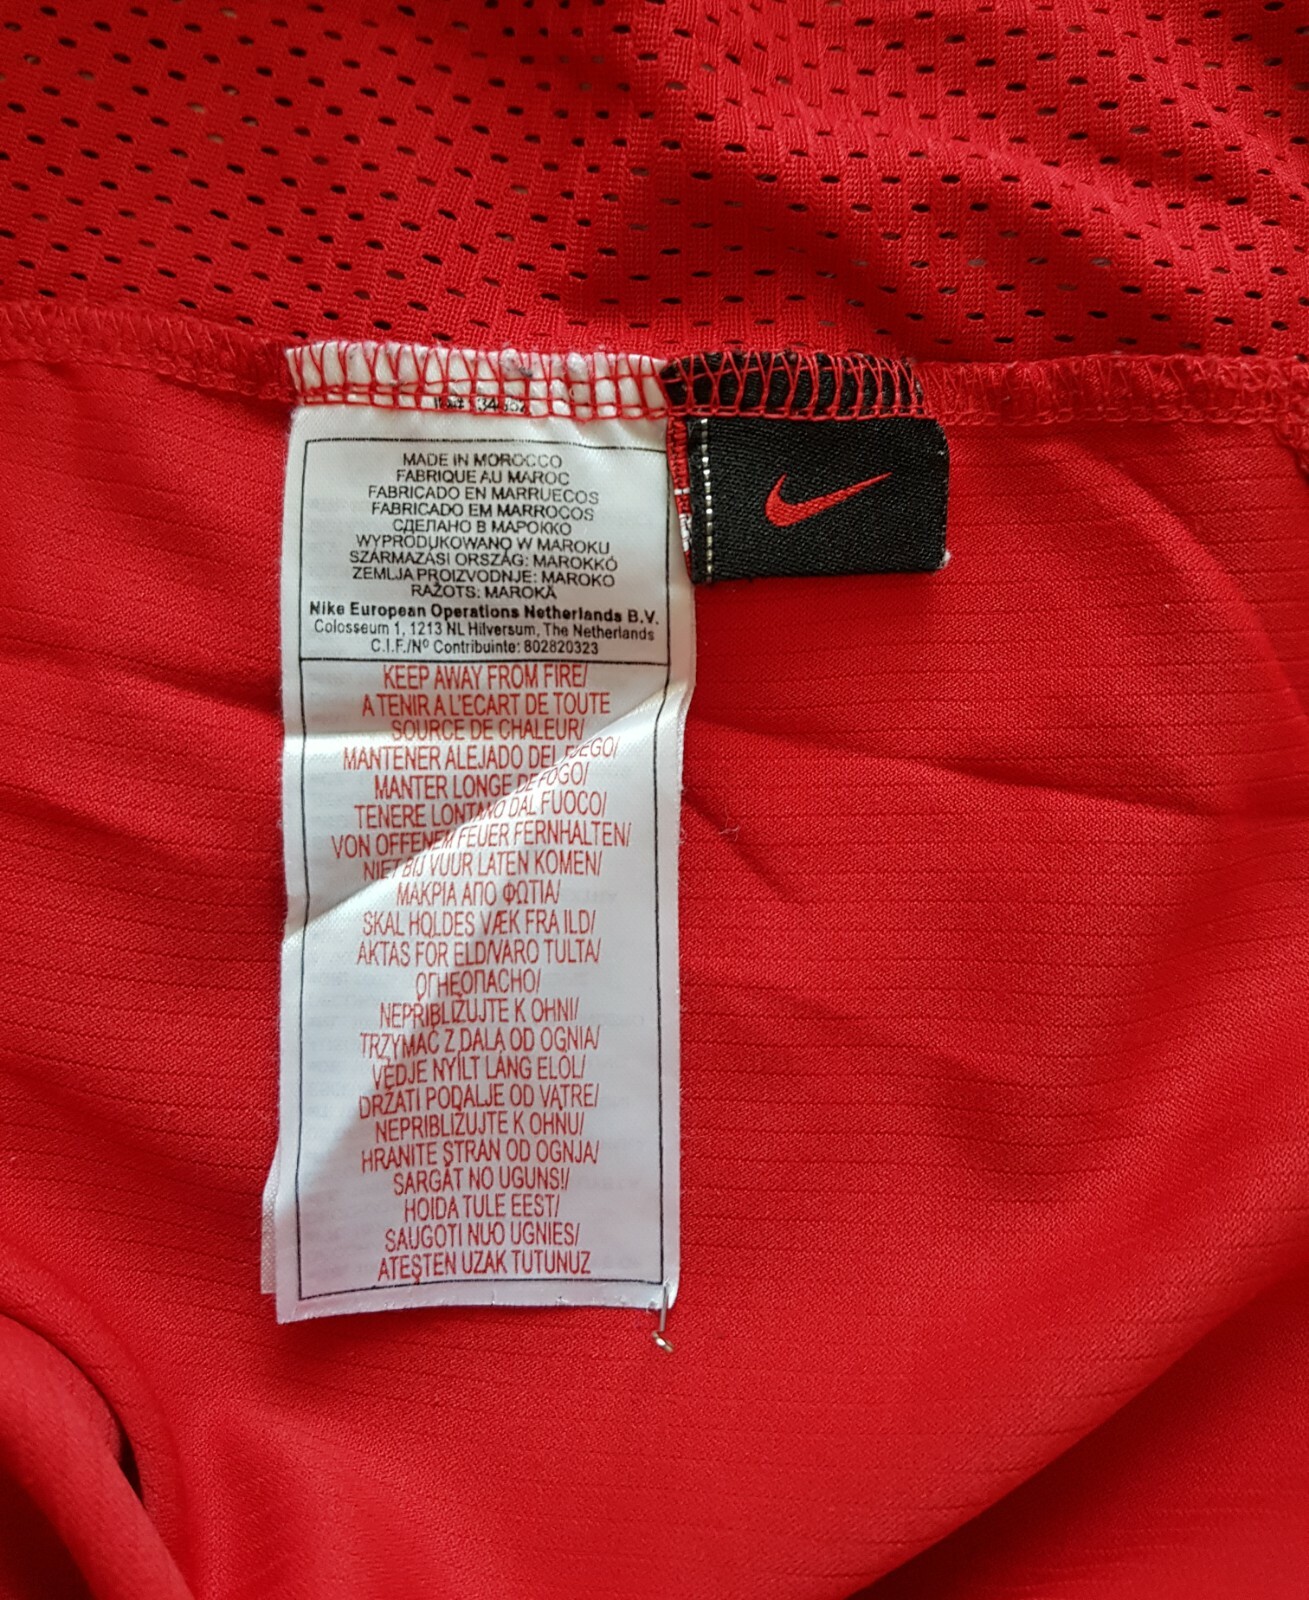 MADE IN MOROCCO
FABRIQUE AU MAROC
FABRICADO EN MARRUECOS
FABRICADO EM MARROCOS
СДЕЛАНО В МАРОККО
WYPRODUKOWANO W MAROKU
SZÁRMAZÁSI ORSZÁG: MAROKKÓ
ZEMLJA PROIZVODNJE: MAROKO
RAŽOTS: MAROKĀ
Nike European Operations Netherlands B.V.
Colosseum 1, 1213 NL Hilversum, The Netherlands
C.I.F./Nº Contribuinte: 802820323
KEEP AWAY FROM FIRE/
A TENIR A L'ECART DE TOUTE
SOURCE DE CHALEUR/
MANTENER ALEJADO DEL FUEGO/
MANTER LONGE DE FOGO/
TENERE LONTANO DAL FUOCO/
VON OFFENEM FEUER FERNHALTEN/
NIET BIJ VUUR LATEN KOMEN/
ΜΑΚΡΙΑ ΑΠΟ ΦΩΤΙΑ/
SKAL HOLDES VÆK FRA ILD/
AKTAS FOR ELD/VARO TULTA/
ОГНЕОПАСНО/
NEPŘIBLIŽUJTE K OHNI/
TRZYMAĆ Z DALA OD OGNIA/
VÉDJE NYÍLT LÁNG ELÖL/
DRŽATI PODALJE OD VATRE/
NEPRIBLIŽUJTE K OHŇU/
HRANITE STRAN OD OGNJA/
SARGĀT NO UGUNS!/
HOIDA TULE EEST/
SAUGOTI NUO UGNIES/
ATEŞTEN UZAK TUTUNUZ